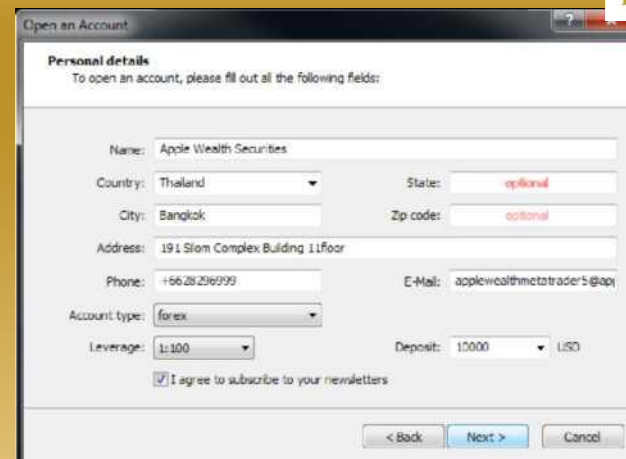 Open an Account
Personal details
To open an account, please fill out all the following fields:
Name: Apple Wealth Securities
Country: Thailand State: optional
City: Bangkok Zip code: optional
Address: 191 Silom Complex Building 11floor
Phone: +6628296999 E-Mail: applewealthmetatrader5@app
Account type: forex
Leverage: 1:100 Deposit: 10000 USD
I agree to subscribe to your newsletters
< Back Next > Cancel